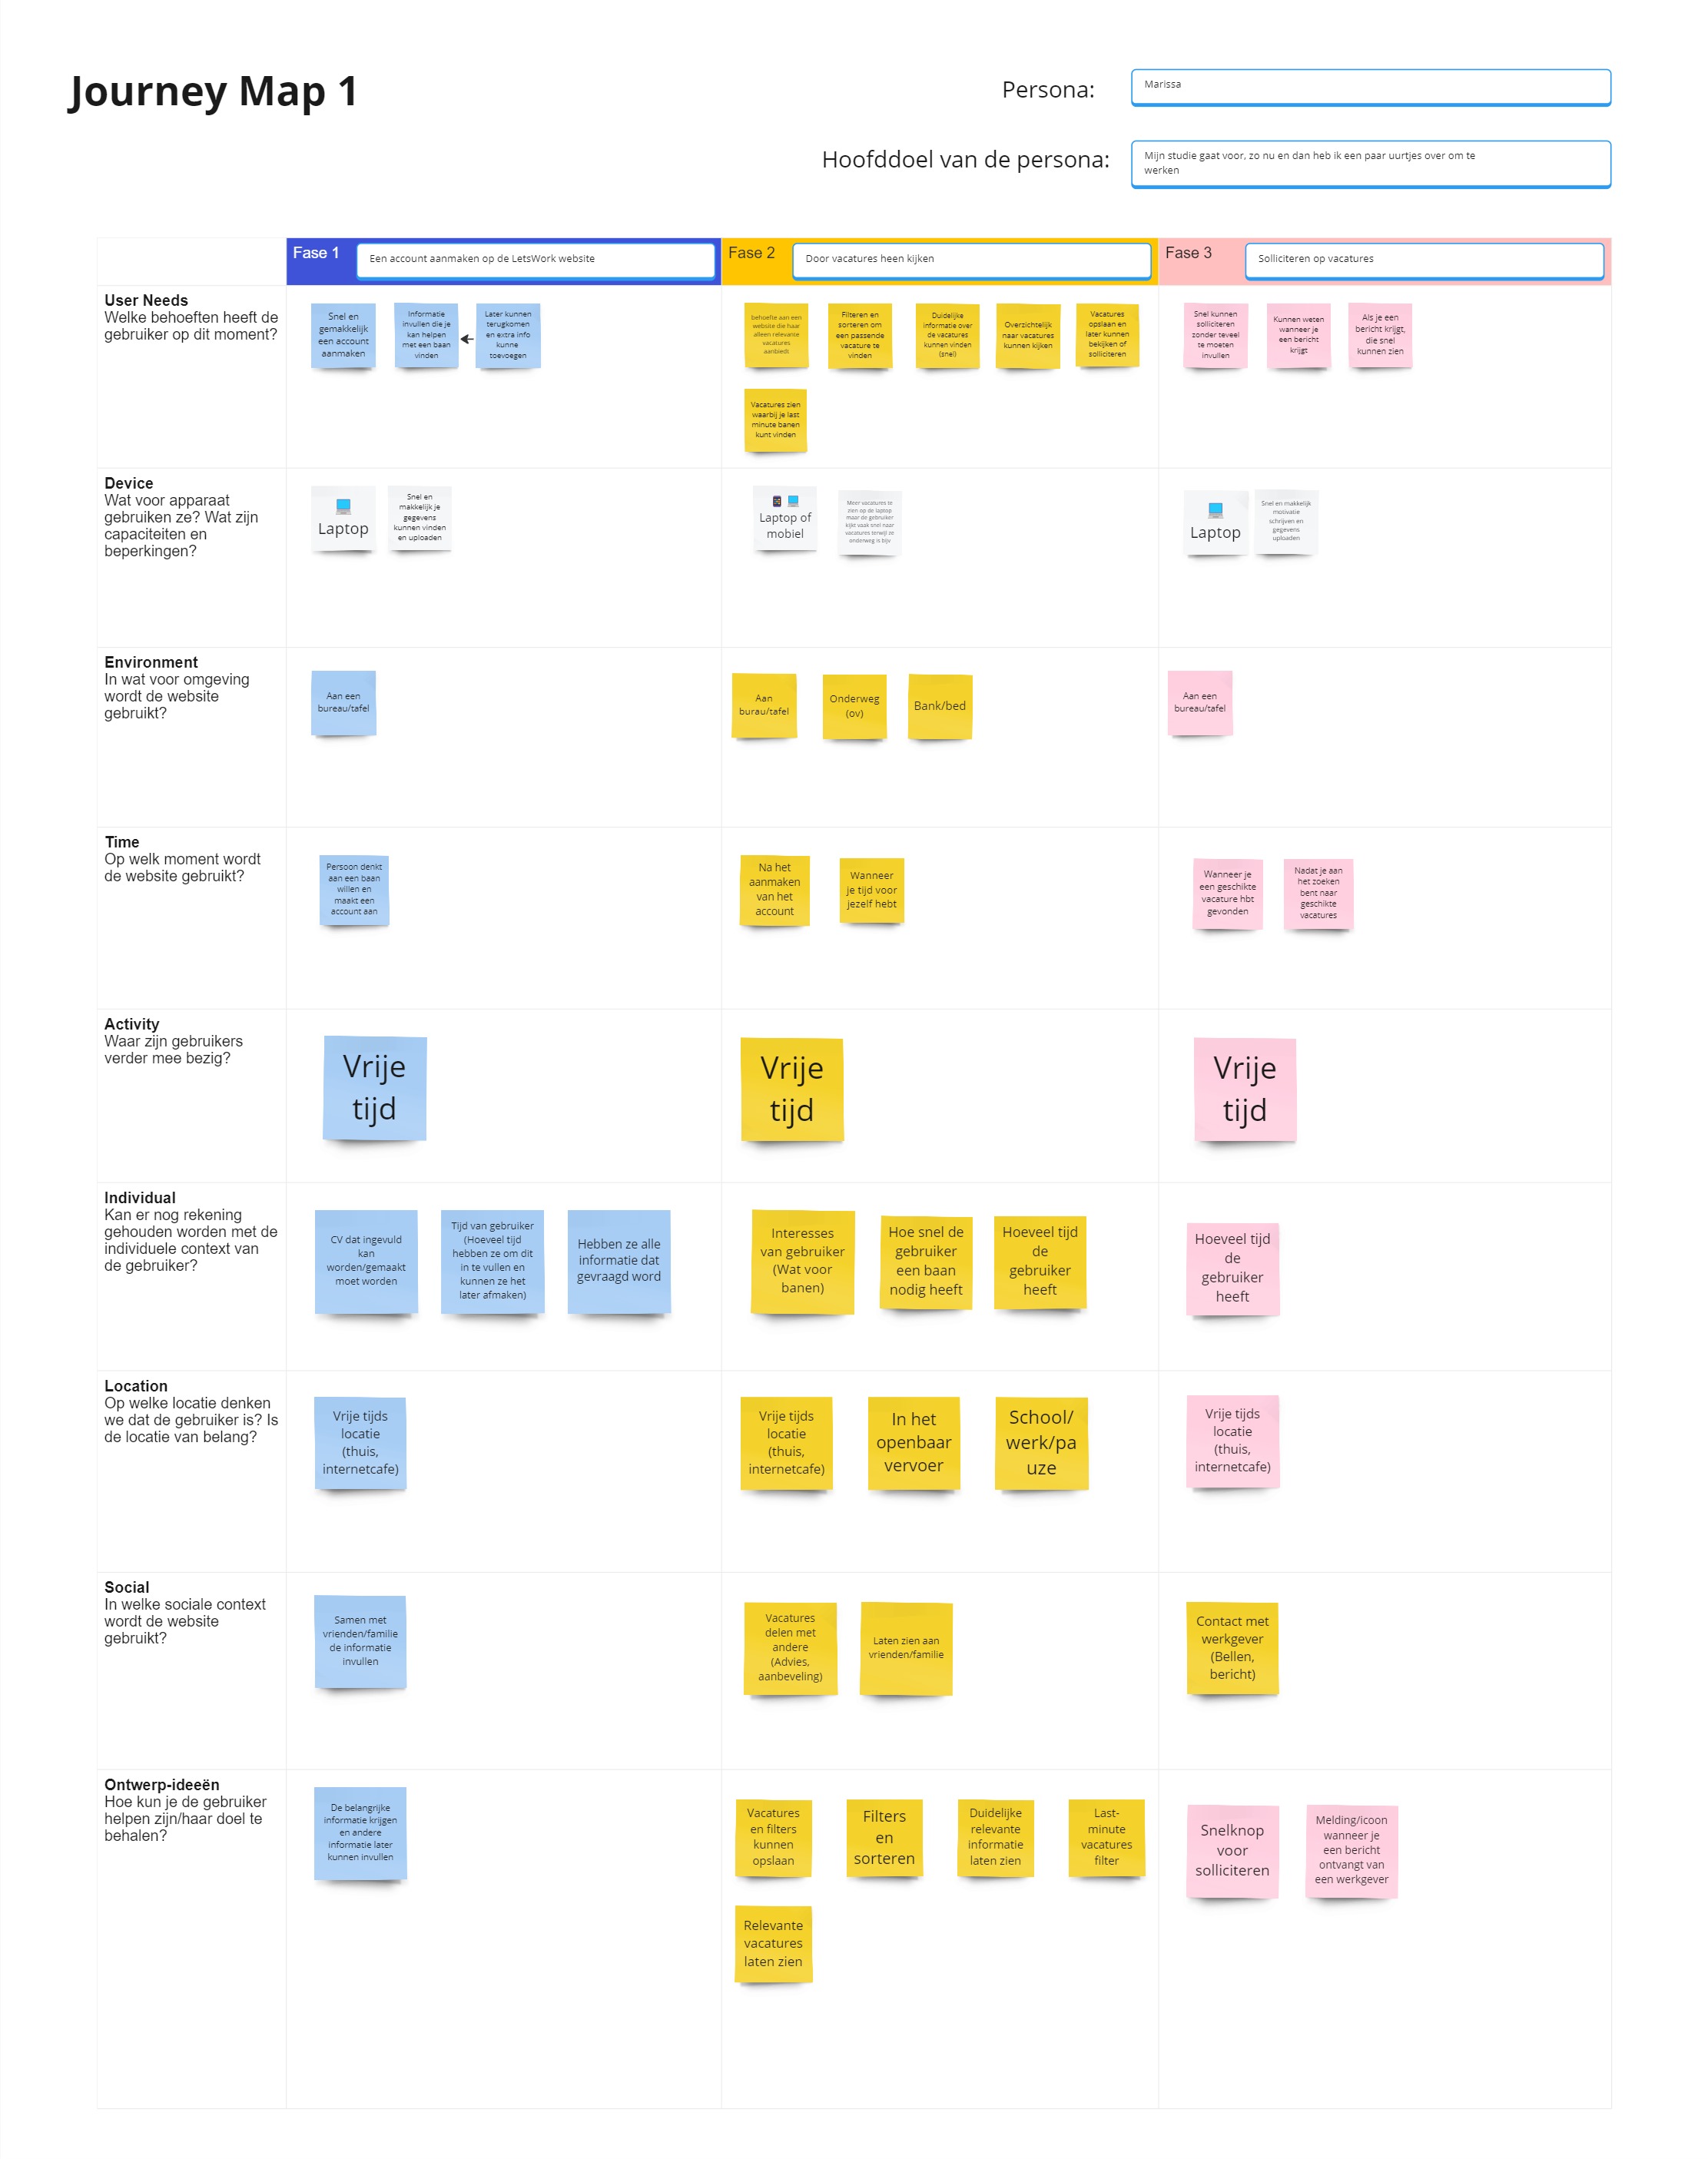 Journey Map 1
Persona:
Marissa
Hoofddoel van de persona:
Mijn studie gaat voor, zo nu en dan heb ik een paar uurtjes over om te
werken
Fase 1
Een account aanmaken op de LetsWork website
Fase 2
Door vacatures heen kijken
Fase 3
Solliciteren op vacatures
User Needs
Welke behoeften heeft de
gebruiker op dit moment?
Snel en
gemakkelijk
een account
aanmaken
Informatie
invullen die je
kan helpen
met een baan
vinden
Later kunnen
terugkomen
en extra info
kunne
toevoegen
behoefte aan een
website die haar
alleen relevante
vacatures
aanbiedt
Filteren en
sorteren om
een passende
vacature te
vinden
Duidelijke
informatie over
de vacatures
kunnen vinden
(snel)
Overzichtelijk
naar vacatures
kunnen kijken
Vacatures
opslaan en
later kunnen
bekijken of
solliciteren
Vacatures zien
waarbij je last
minute banen
kunt vinden
Snel kunnen
solliciteren
zonder teveel
te moeten
invullen
Kunnen weten
wanneer je
een bericht
krijgt
Als je een
bericht krijgt,
die snel
kunnen zien
Device
Wat voor apparaat
gebruiken ze? Wat zijn
capaciteiten en
beperkingen?
Laptop
Snel en
makkelijk je
gegevens
kunnen vinden
en uploaden
Laptop of
mobiel
Meer vacatures te
zien op de laptop
maar de gebruiker
kijkt vaak snel naar
vacatures terwijl ze
onderweg is bijv.
Laptop
Snel en makkelijk
motivatie
schrijven en
gegevens
uploaden
Environment
In wat voor omgeving
wordt de website
gebruikt?
Aan een
bureau/tafel
Aan
burau/tafel
Onderweg
(ov)
Bank/bed
Aan een
bureau/tafel
Time
Op welk moment wordt
de website gebruikt?
Persoon denkt
aan een baan
willen en
maakt een
account aan
Na het
aanmaken
van het
account
Wanneer
je tijd voor
jezelf hebt
Wanneer je
een geschikte
vacature hbt
gevonden
Nadat je aan
het zoeken
bent naar
geschikte
vacatures
Activity
Waar zijn gebruikers
verder mee bezig?
Vrije
tijd
Vrije
tijd
Vrije
tijd
Individual
Kan er nog rekening
gehouden worden met de
individuele context van
de gebruiker?
CV dat ingevuld
kan
worden/gemaakt
moet worden
Tijd van gebruiker
(Hoeveel tijd
hebben ze om dit
in te vullen en
kunnen ze het
later afmaken)
Hebben ze alle
informatie dat
gevraagd word
Interesses
van gebruiker
(Wat voor
banen)
Hoe snel de
gebruiker
een baan
nodig heeft
Hoeveel tijd
de
gebruiker
heeft
Hoeveel tijd
de
gebruiker
heeft
Location
Op welke locatie denken
we dat de gebruiker is? Is
de locatie van belang?
Vrije tijds
locatie
(thuis,
internetcafe)
Vrije tijds
locatie
(thuis,
internetcafe)
In het
openbaar
vervoer
School/
werk/pa
uze
Vrije tijds
locatie
(thuis,
internetcafe)
Social
In welke sociale context
wordt de website
gebruikt?
Samen met
vrienden/familie
de informatie
invullen
Vacatures
delen met
andere
(Advies,
aanbeveling)
Laten zien aan
vrienden/familie
Contact met
werkgever
(Bellen,
bericht)
Ontwerp-ideeën
Hoe kun je de gebruiker
helpen zijn/haar doel te
behalen?
De belangrijke
informatie krijgen
en andere
informatie later
kunnen invullen
Vacatures
en filters
kunnen
opslaan
Filters
en
sorteren
Duidelijke
relevante
informatie
laten zien
Last-
minute
vacatures
filter
Relevante
vacatures
laten zien
Snelknop
voor
solliciteren
Melding/icoon
wanneer je
een bericht
ontvangt van
een werkgever